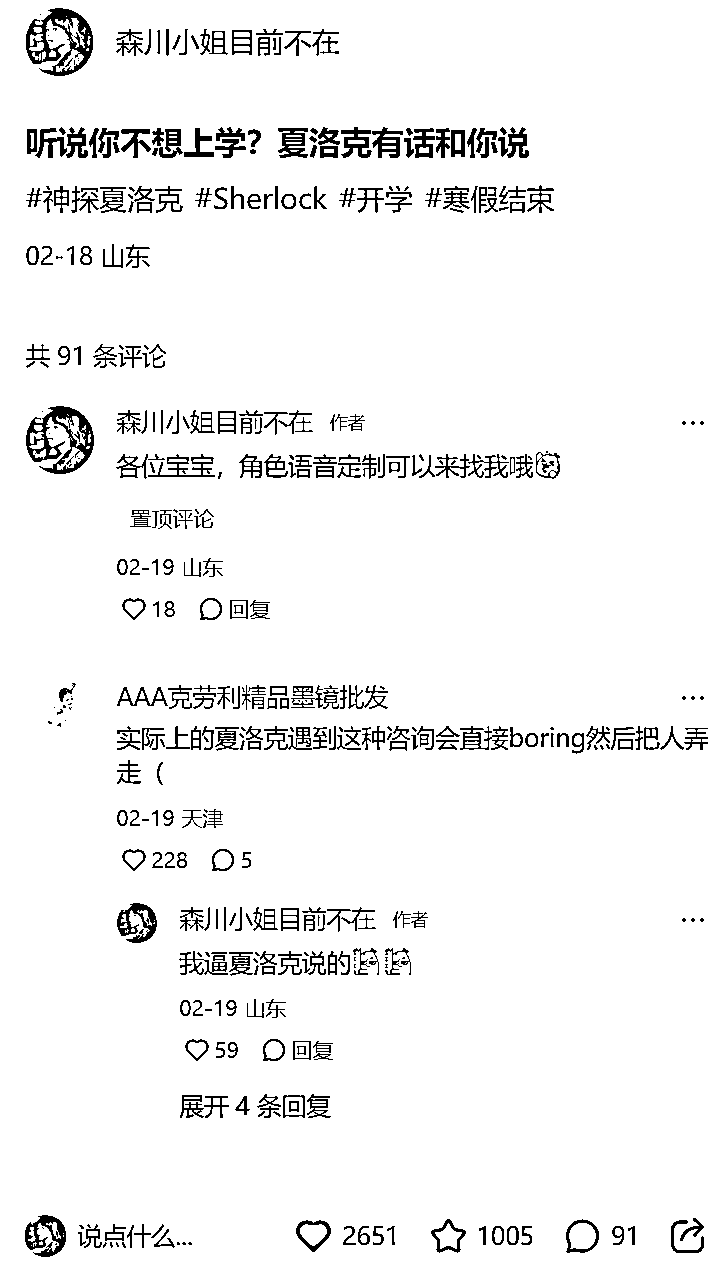 森川小姐目前不在
听说你不想上学？夏洛克有话和你说
#神探夏洛克 #Sherlock #开学 #寒假结束
02-18 山东
共 91 条评论
森川小姐目前不在 作者
各位宝宝，角色语音定制可以来找我哦
置顶评论
02-19 山东
18 回复
AAA克劳利精品墨镜批发
实际上的夏洛克遇到这种咨询会直接boring然后把人弄
走（
02-19 天津
228 5
森川小姐目前不在 作者
我逼夏洛克说的
02-19 山东
59 回复
展开 4 条回复
说点什么... 2651 1005 91